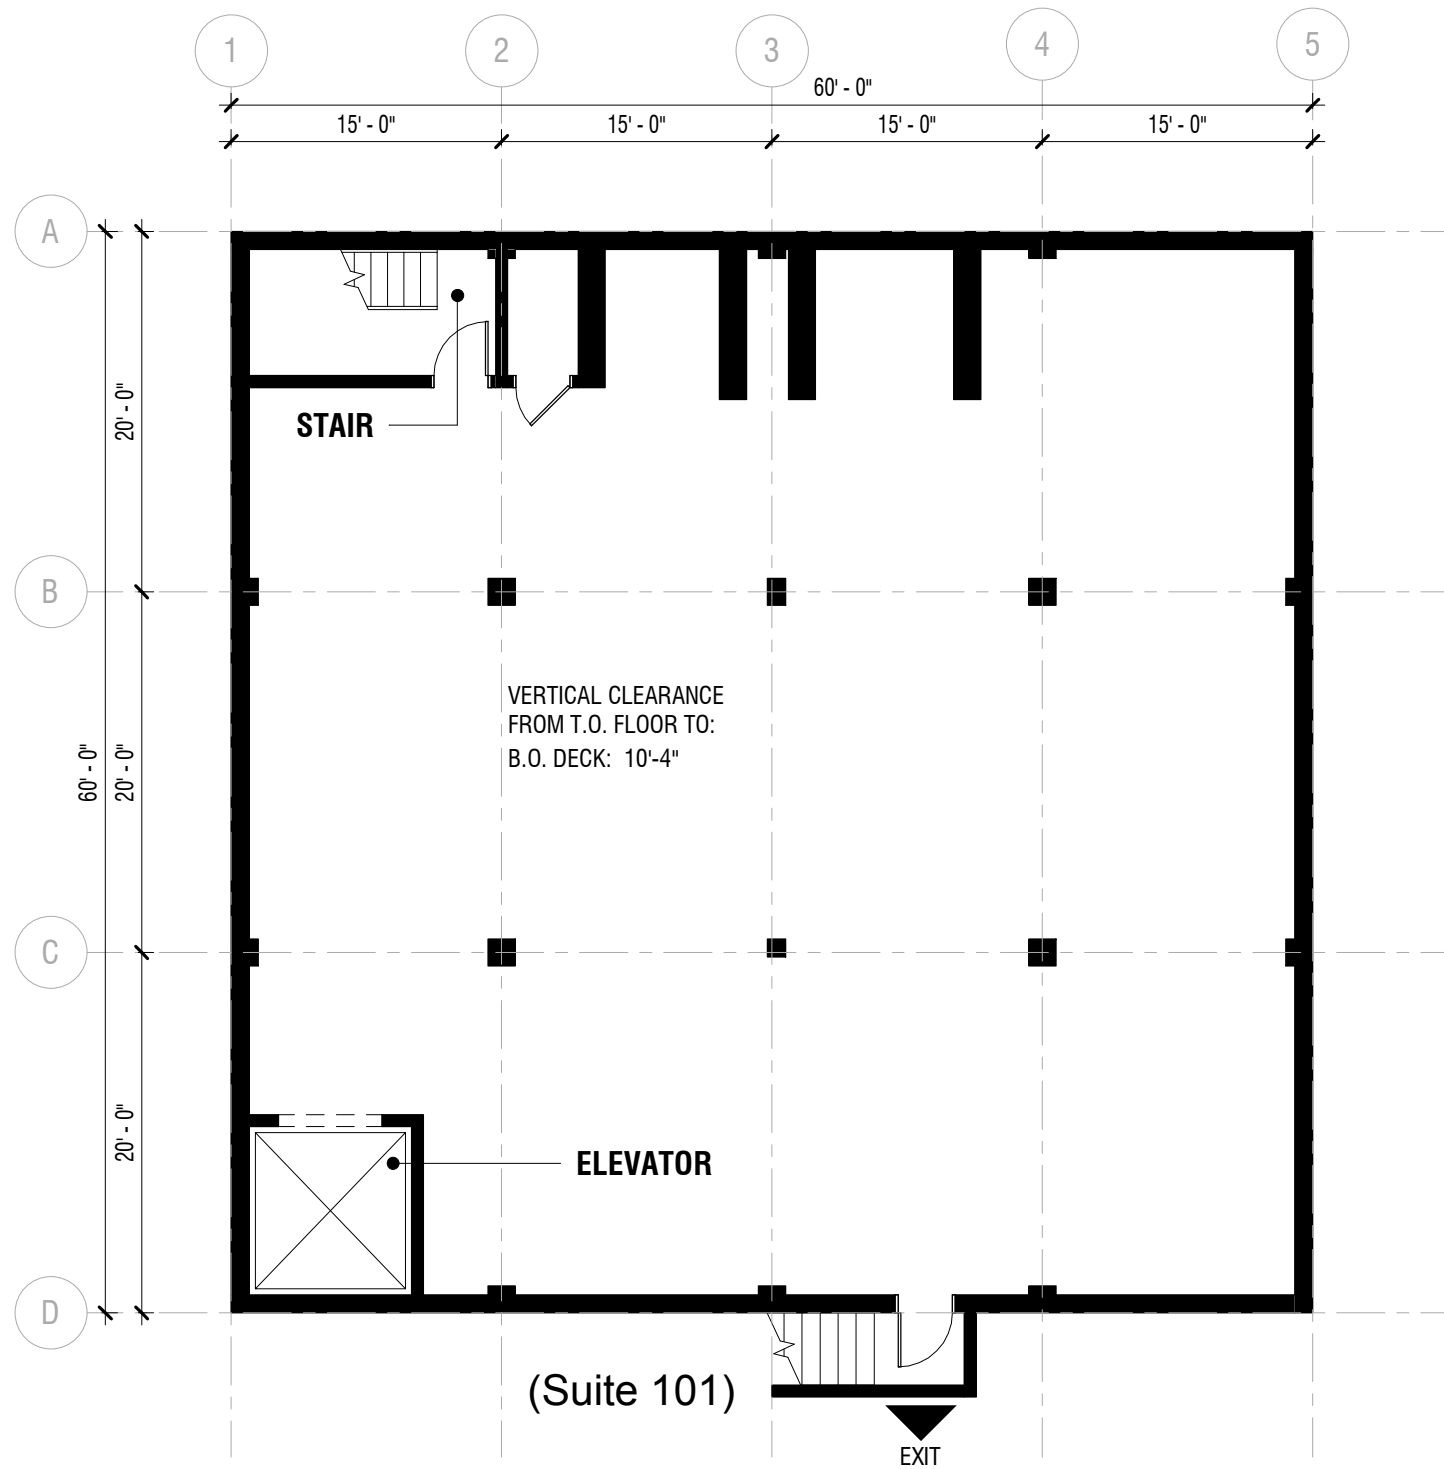 1
2
3
4
5
60' - 0"
15' - 0"
15' - 0"
15' - 0"
15' - 0"
A
20' - 0"
STAIR
B
VERTICAL CLEARANCE
FROM T.O. FLOOR TO:
B.O. DECK: 10'-4"
60' - 0"
20' - 0"
C
20' - 0"
ELEVATOR
D
(Suite 101)
EXIT